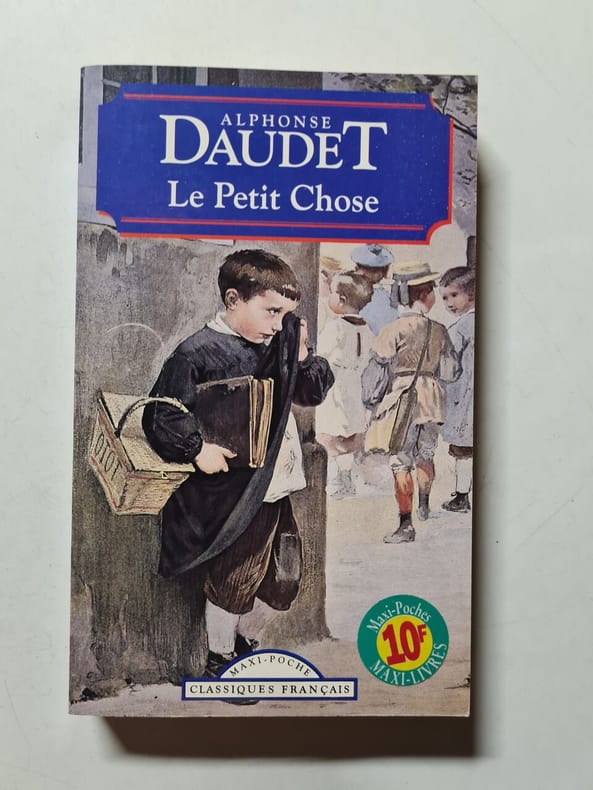 ALPHONSE
DAUDET
Le Petit Chose
MAXI-POCHE
CLASSIQUES FRANÇAIS
Maxi-Poches
10F
MAXI-LIVRES